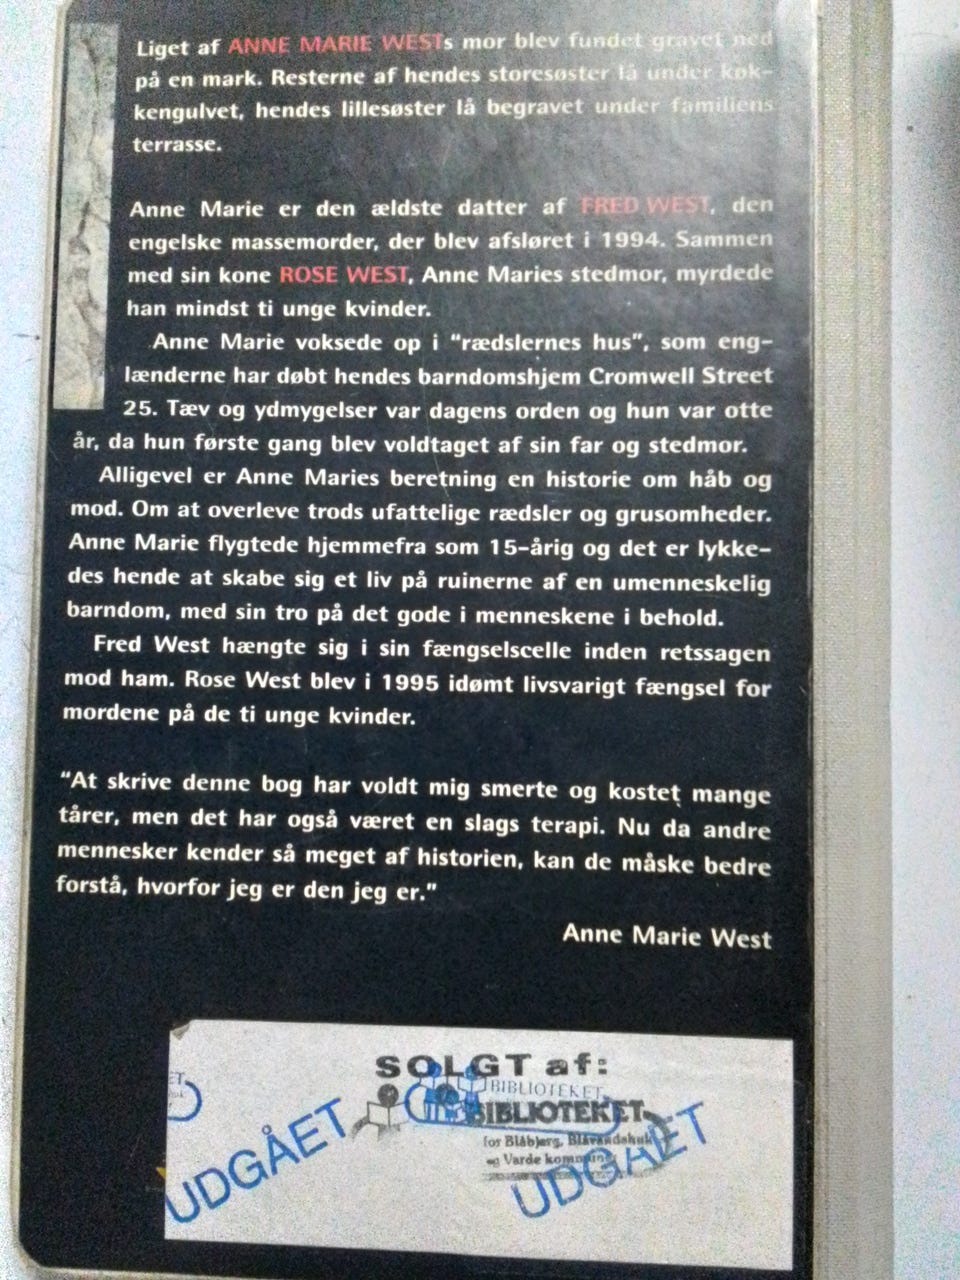 Liget af ANNE MARIE WESTs mor blev fundet gravet ned
på en mark. Resterne af hendes storesøster lå under køk-
kengulvet, hendes lillesøster lå begravet under familiens
terrasse.
Anne Marie er den ældste datter af FRED WEST, den
engelske massemorder, der blev afsløret i 1994. Sammen
med sin kone ROSE WEST, Anne Maries stedmor, myrdede
han mindst ti unge kvinder.
Anne Marie voksede op i "rædslernes hus", som eng-
lænderne har døbt hendes barndomshjem Cromwell Street
25. Tæv og ydmygelser var dagens orden og hun var otte
år, da hun første gang blev voldtaget af sin far og stedmor.
Alligevel er Anne Maries beretning en historie om håb og
mod. Om at overleve trods ufattelige rædsler og grusomheder.
Anne Marie flygtede hjemmefra som 15-årig og det er lykke-
des hende at skabe sig et liv på ruinerne af en umenneskelig
barndom, med sin tro på det gode i menneskene i behold.
Fred West hængte sig i sin fængselscelle inden retssagen
mod ham. Rose West blev i 1995 idømt livsvarigt fængsel for
mordene på de ti unge kvinder.
"At skrive denne bog har voldt mig smerte og kostet mange
tårer, men det har også været en slags terapi. Nu da andre
mennesker kender så meget af historien, kan de måske bedre
forstå, hvorfor jeg er den jeg er."
Anne Marie West
SOLGT af:
BIBLIOTEKET
BIBLIOTEKET
for Blåbjerg, Blåvandshuk
og Varde kommuner
UDGÅET
UDGÅET